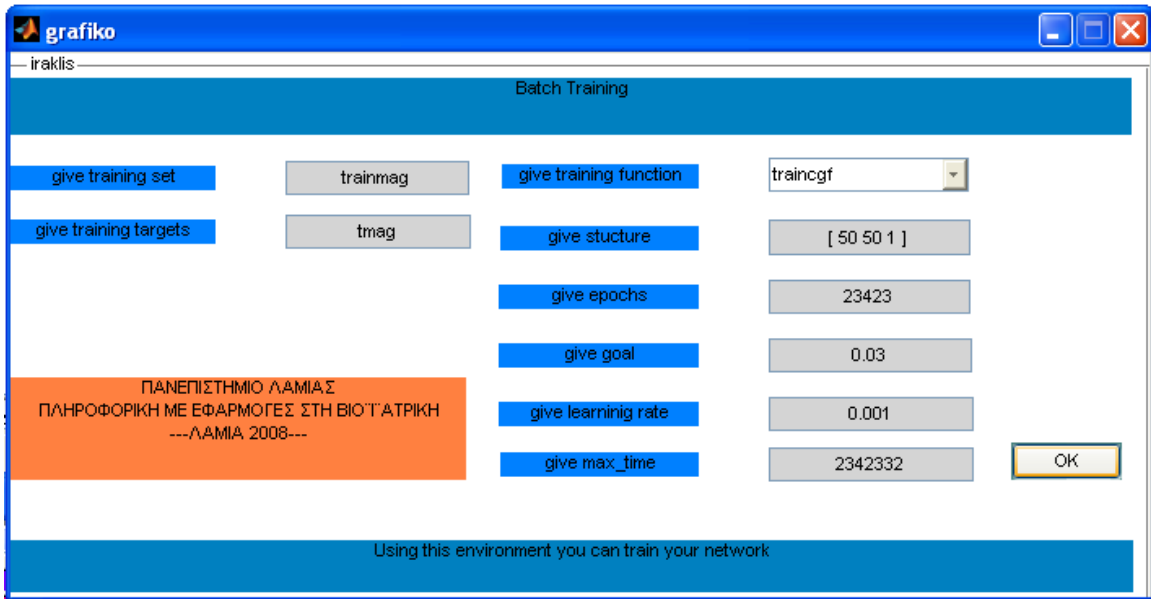 grafiko
iraklis
Batch Training
give training set
trainmag
give training function
traincgf
give training targets
tmag
give stucture
[ 50 50 1 ]
give epochs
23423
give goal
0.03
ΠΑΝΕΠΙΣΤΗΜΙΟ ΛΑΜΙΑΣ
ΠΛΗΡΟΦΟΡΙΚΗ ΜΕ ΕΦΑΡΜΟΓΕΣ ΣΤΗ ΒΙΟΪΑΤΡΙΚΗ
---ΛΑΜΙΑ 2008---
give learninig rate
0.001
give max_time
2342332
OK
Using this environment you can train your network